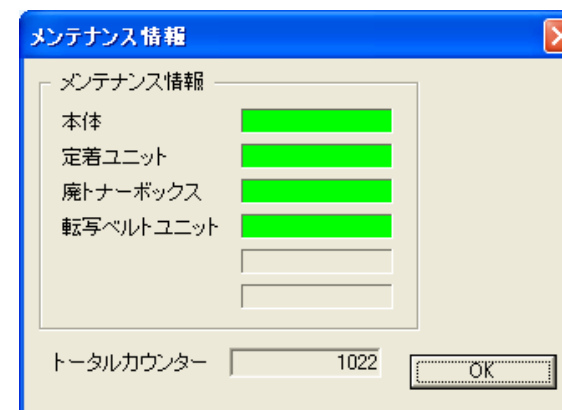 メンテナンス情報
メンテナンス情報
本体
定着ユニット
廃トナーボックス
転写ベルトユニット
トータルカウンター 1022
OK